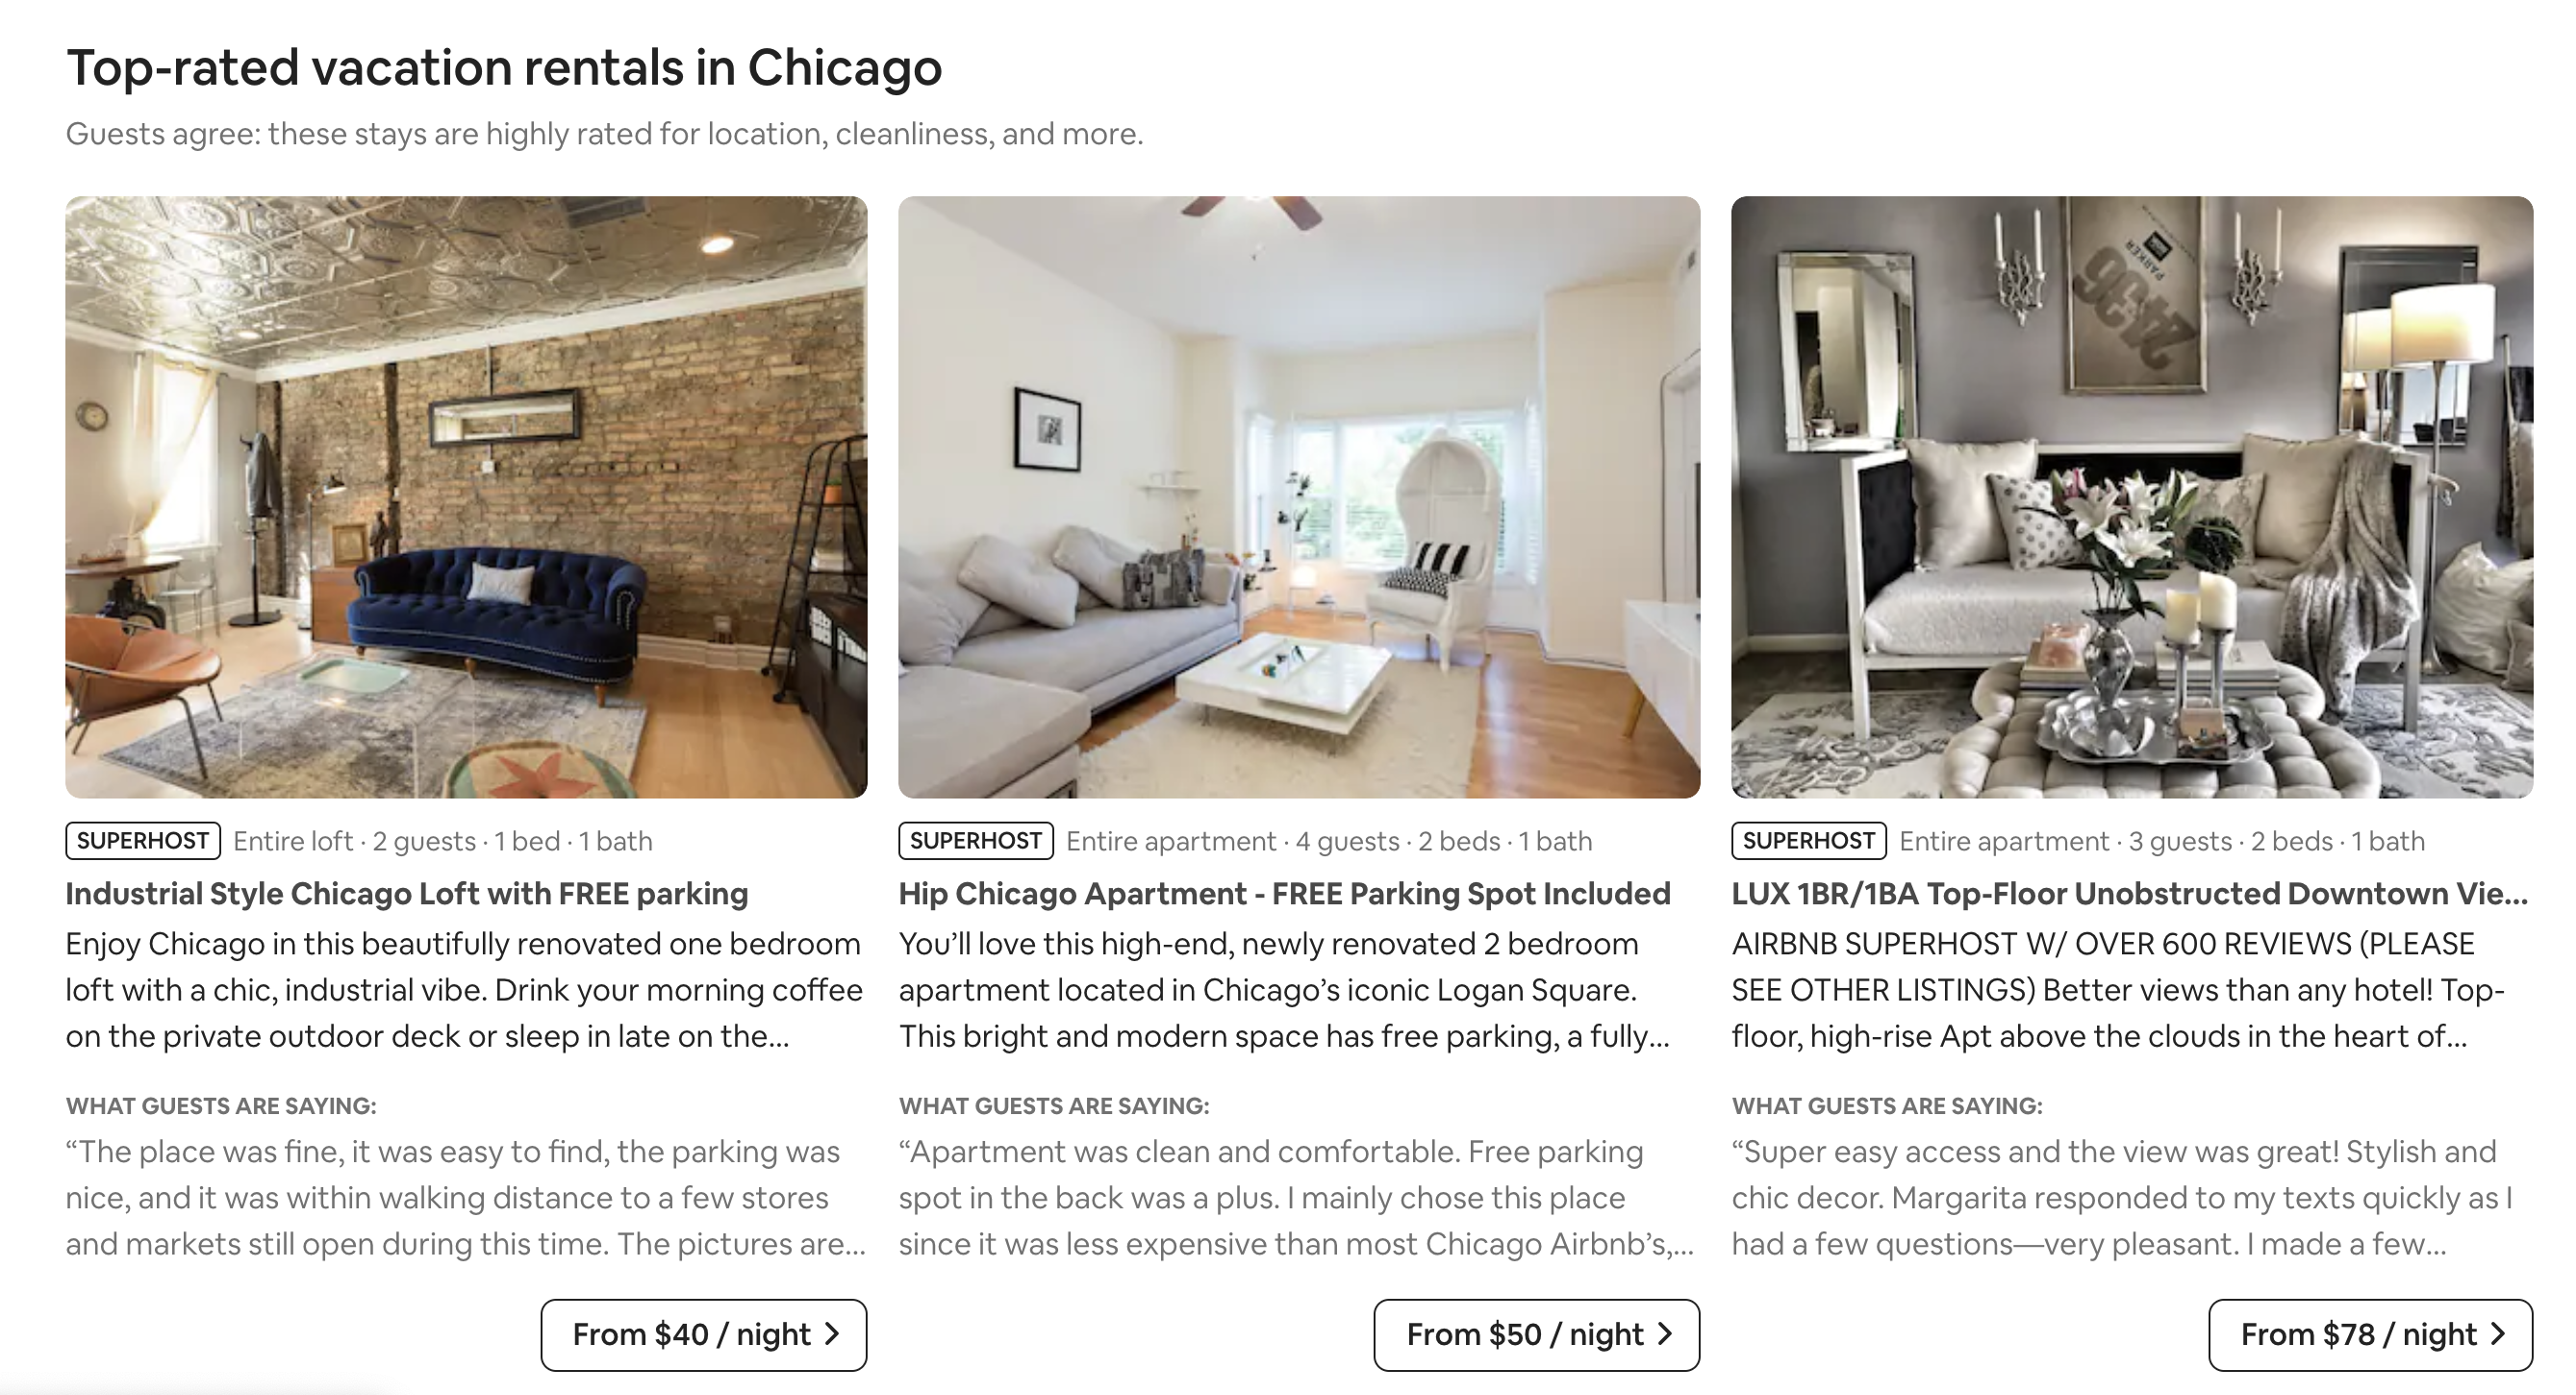 Top-rated vacation rentals in Chicago
Guests agree: these stays are highly rated for location, cleanliness, and more.
PARKER
2436
SUPERHOST Entire loft · 2 guests · 1 bed · 1 bath
Industrial Style Chicago Loft with FREE parking
Enjoy Chicago in this beautifully renovated one bedroom
loft with a chic, industrial vibe. Drink your morning coffee
on the private outdoor deck or sleep in late on the...
WHAT GUESTS ARE SAYING:
“The place was fine, it was easy to find, the parking was
nice, and it was within walking distance to a few stores
and markets still open during this time. The pictures are...
From $40 / night
SUPERHOST Entire apartment · 4 guests · 2 beds · 1 bath
Hip Chicago Apartment - FREE Parking Spot Included
You’ll love this high-end, newly renovated 2 bedroom
apartment located in Chicago’s iconic Logan Square.
This bright and modern space has free parking, a fully...
WHAT GUESTS ARE SAYING:
“Apartment was clean and comfortable. Free parking
spot in the back was a plus. I mainly chose this place
since it was less expensive than most Chicago Airbnb’s,...
From $50 / night
SUPERHOST Entire apartment · 3 guests · 2 beds · 1 bath
LUX 1BR/1BA Top-Floor Unobstructed Downtown Vie...
AIRBNB SUPERHOST W/ OVER 600 REVIEWS (PLEASE
SEE OTHER LISTINGS) Better views than any hotel! Top-
floor, high-rise Apt above the clouds in the heart of...
WHAT GUESTS ARE SAYING:
“Super easy access and the view was great! Stylish and
chic decor. Margarita responded to my texts quickly as I
had a few questions—very pleasant. I made a few...
From $78 / night